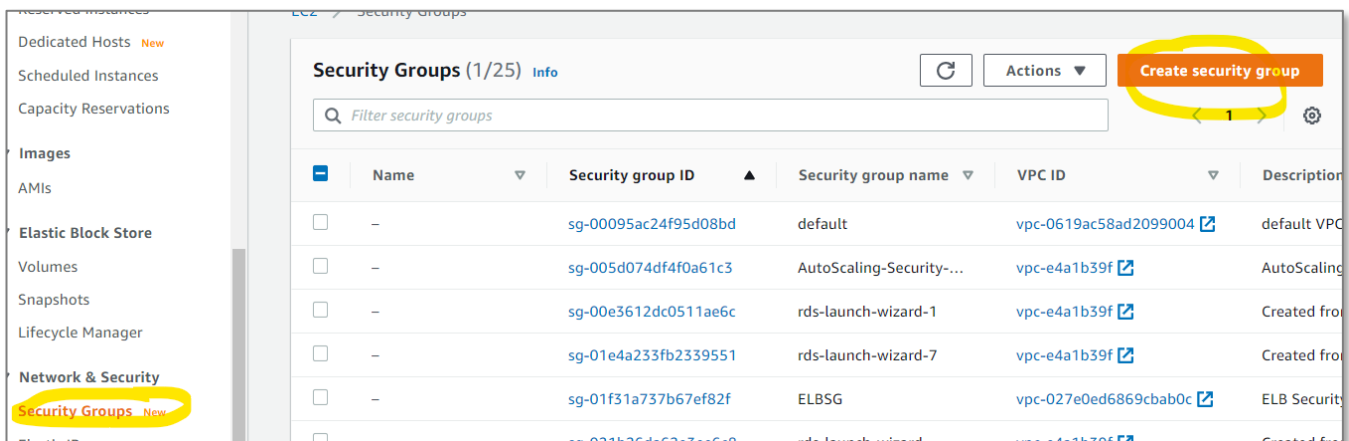 Reserved Instances
EC2 / Security Groups
Dedicated Hosts New
Scheduled Instances
Capacity Reservations
Images
AMIs
Elastic Block Store
Volumes
Snapshots
Lifecycle Manager
Network & Security
Security Groups New
Security Groups (1/25) Info
Actions
Create security group
Filter security groups
1
Name Security group ID Security group name VPC ID Description
– sg-00095ac24f95d08bd default vpc-0619ac58ad2099004 default VPC
– sg-005d074df4f0a61c3 AutoScaling-Security-... vpc-e4a1b39f AutoScaling
– sg-00e3612dc0511ae6c rds-launch-wizard-1 vpc-e4a1b39f Created from
– sg-01e4a233fb2339551 rds-launch-wizard-7 vpc-e4a1b39f Created from
– sg-01f31a737b67ef82f ELBSG vpc-027e0ed6869cbab0c ELB Security